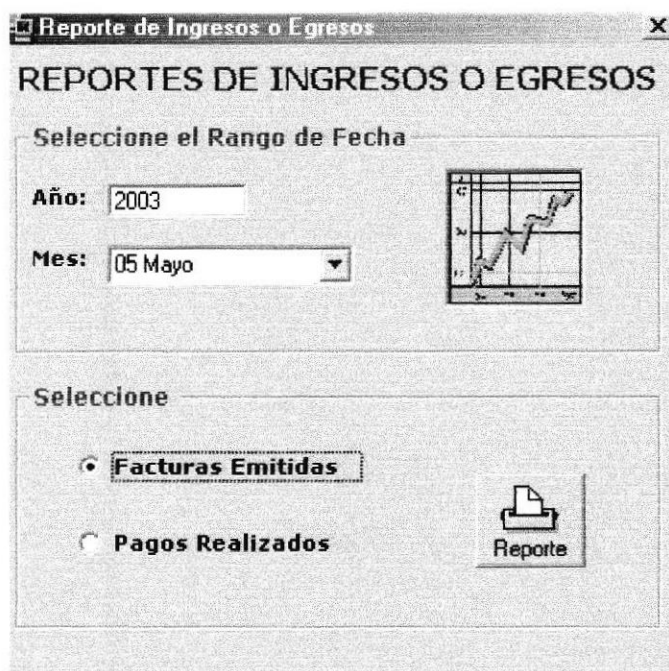 Reporte de Ingresos o Egresos
REPORTES DE INGRESOS O EGRESOS
Seleccione el Rango de Fecha
Año: 2003
Mes: 05 Mayo
Seleccione
Facturas Emitidas
Pagos Realizados
Reporte